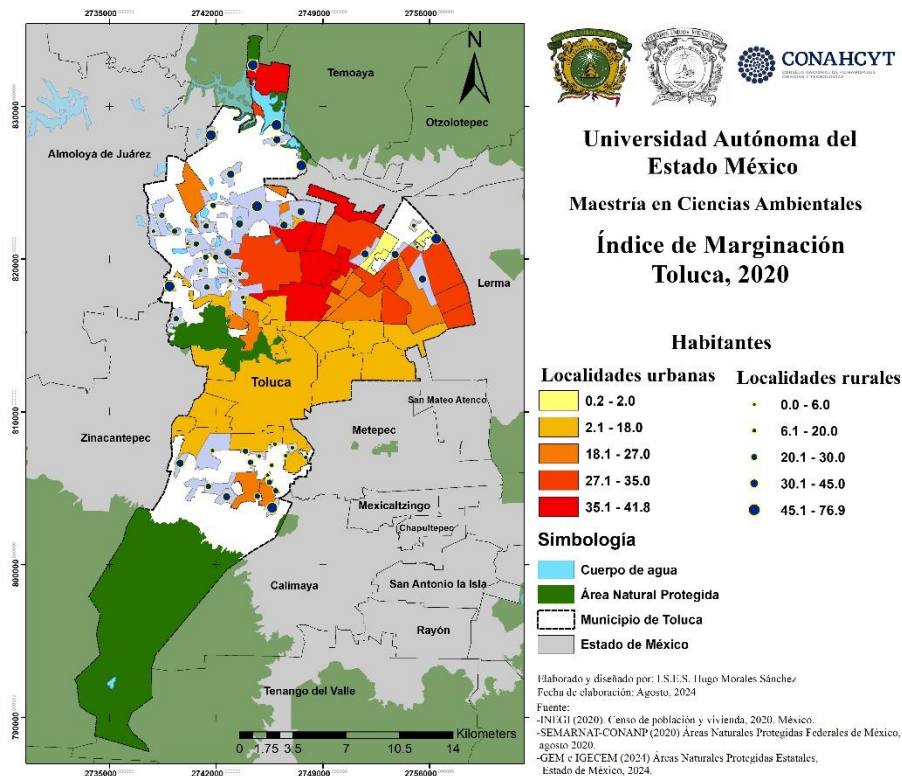 2735000
2742000
2749000
2756000
830000
820000
810000
800000
790000
N
Temoaya
Otzolotepec
Almoloya de Juárez
Lerma
Toluca
San Mateo Atenco
Zinacantepec
Metepec
Mexicaltzingo
Chapultepec
Calimaya
San Antonio la Isla
Rayón
Tenango del Valle
Kilometers
0 1.75 3.5 7 10.5 14
2735000
2742000
2749000
2756000
CONAHCYT
CONSEJO NACIONAL DE HUMANIDADES
CIENCIAS Y TECNOLOGÍAS
Universidad Autónoma del
Estado México
Maestría en Ciencias Ambientales
Índice de Marginación
Toluca, 2020
Habitantes
Localidades urbanas
0.2 - 2.0
2.1 - 18.0
18.1 - 27.0
27.1 - 35.0
35.1 - 41.8
Localidades rurales
0.0 - 6.0
6.1 - 20.0
20.1 - 30.0
30.1 - 45.0
45.1 - 76.9
Simbología
Cuerpo de agua
Área Natural Protegida
Municipio de Toluca
Estado de México
Elaborado y diseñado por: I.S.E.S. Hugo Morales Sánchez
Fecha de elaboración: Agosto, 2024
Fuente:
-INEGI (2020). Censo de población y vivienda, 2020. México.
-SEMARNAT-CONANP (2020) Áreas Naturales Protegidas Federales de México,
agosto 2020.
-GEM e IGECEM (2024) Áreas Naturales Protegidas Estatales,
Estado de México, 2024.